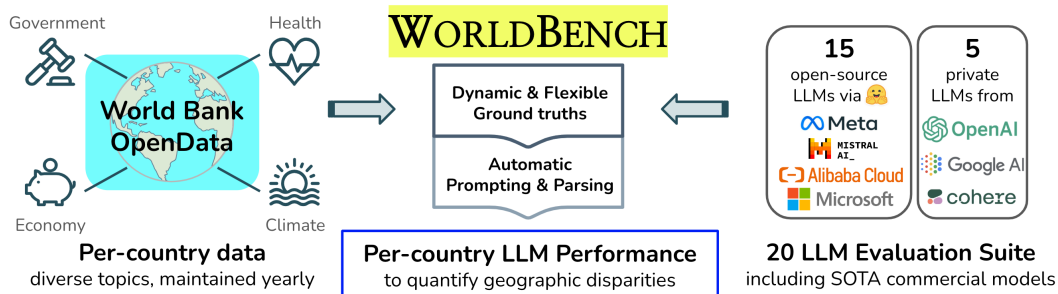 Government
Health
World Bank
OpenData
Economy
Climate
Per-country data
diverse topics, maintained yearly
WORLDBENCH
Dynamic & Flexible
Ground truths
Automatic
Prompting & Parsing
Per-country LLM Performance
to quantify geographic disparities
15
open-source
LLMs via
Meta
MISTRAL
AI_
Alibaba Cloud
Microsoft
5
private
LLMs from
OpenAI
Google AI
cohere
20 LLM Evaluation Suite
including SOTA commercial models